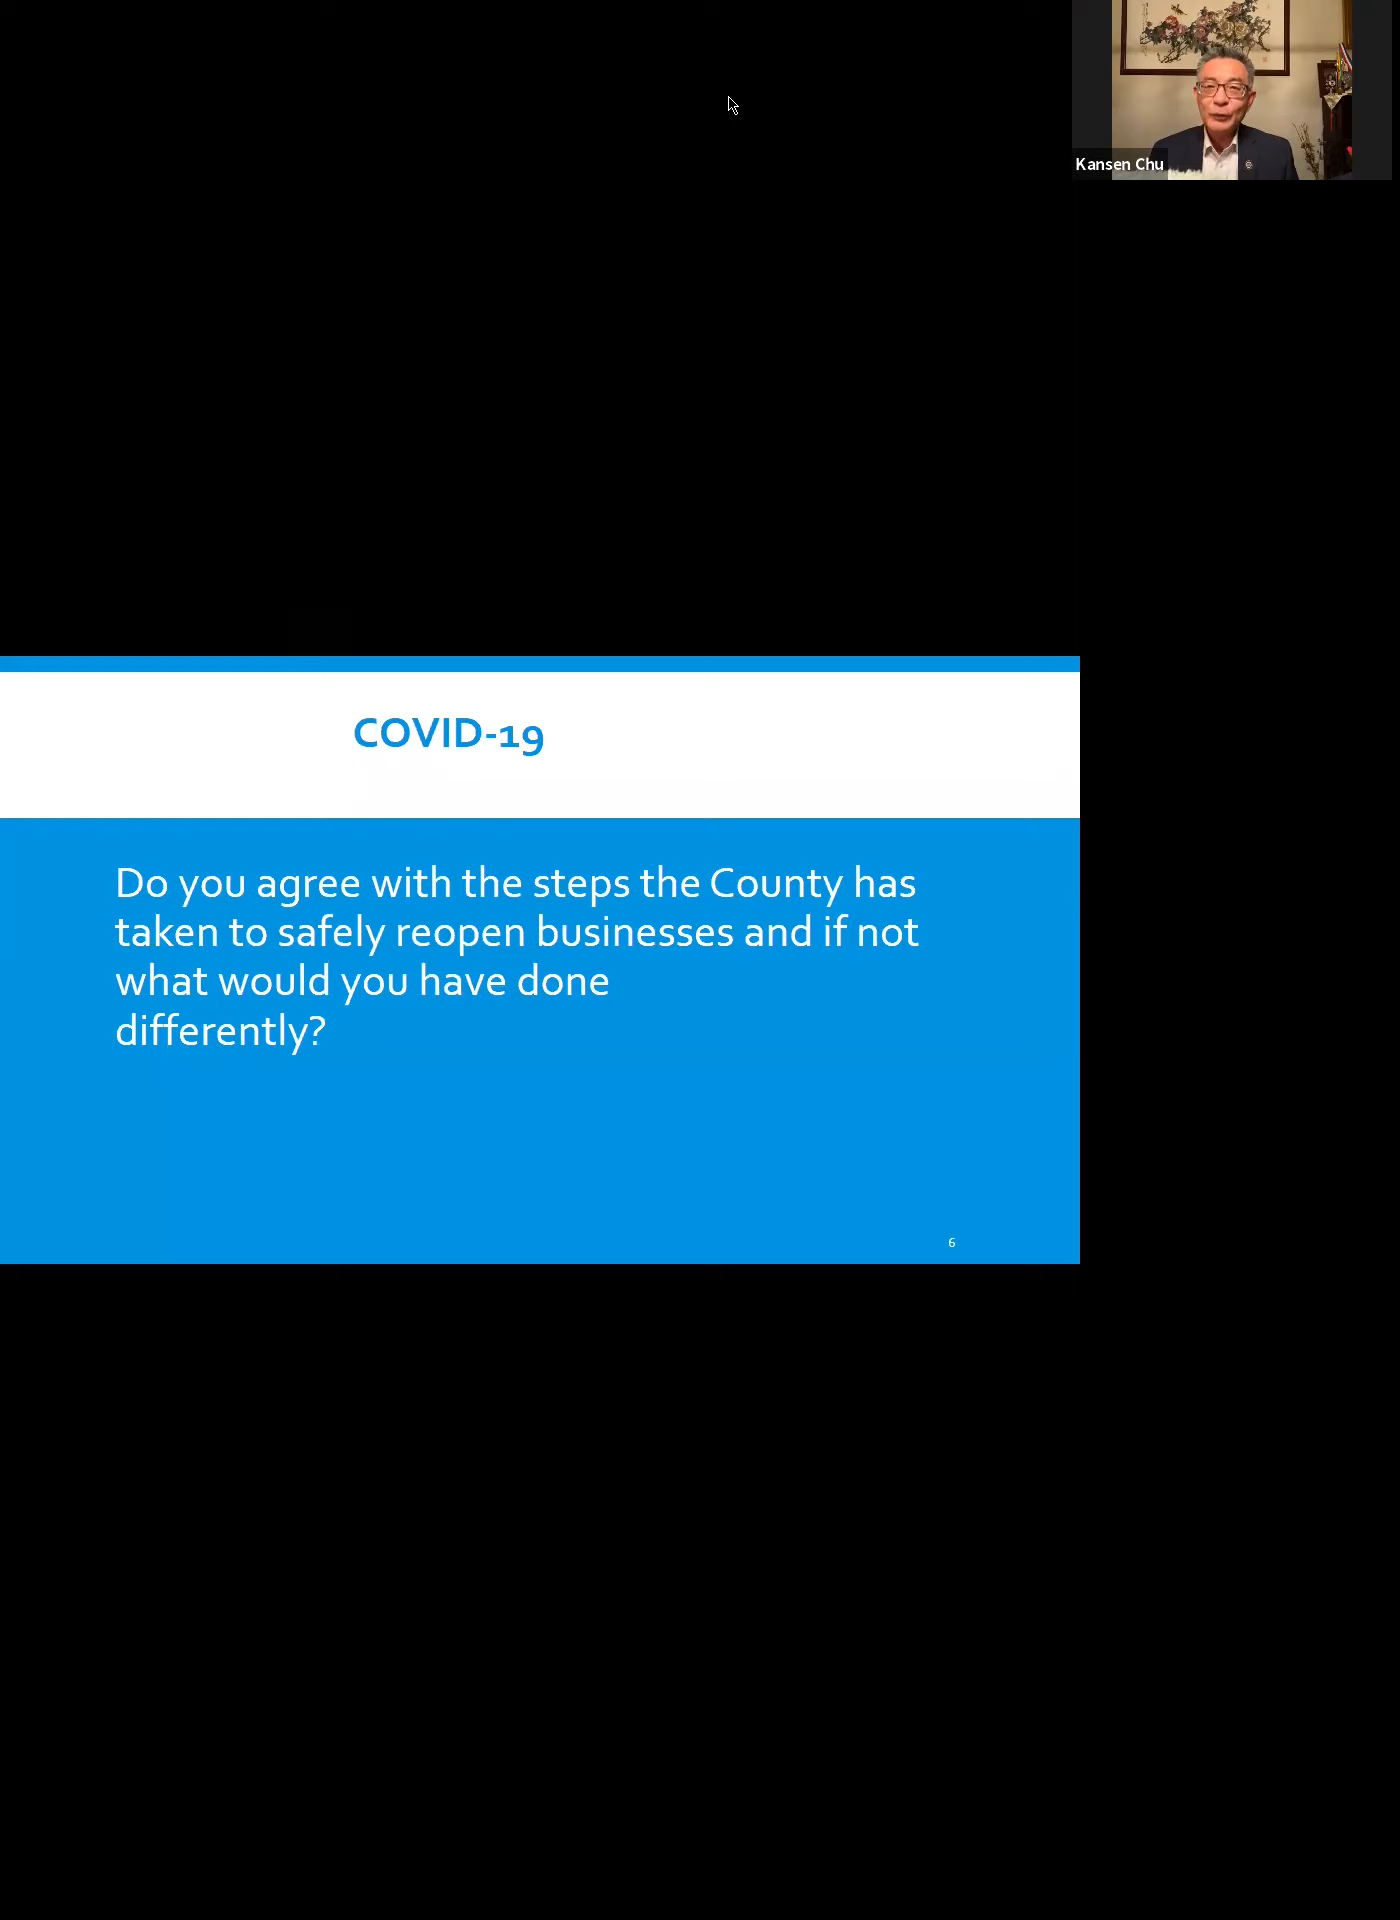 Kansen Chu
COVID-19
Do you agree with the steps the County has
taken to safely reopen businesses and if not
what would you have done
differently?
6